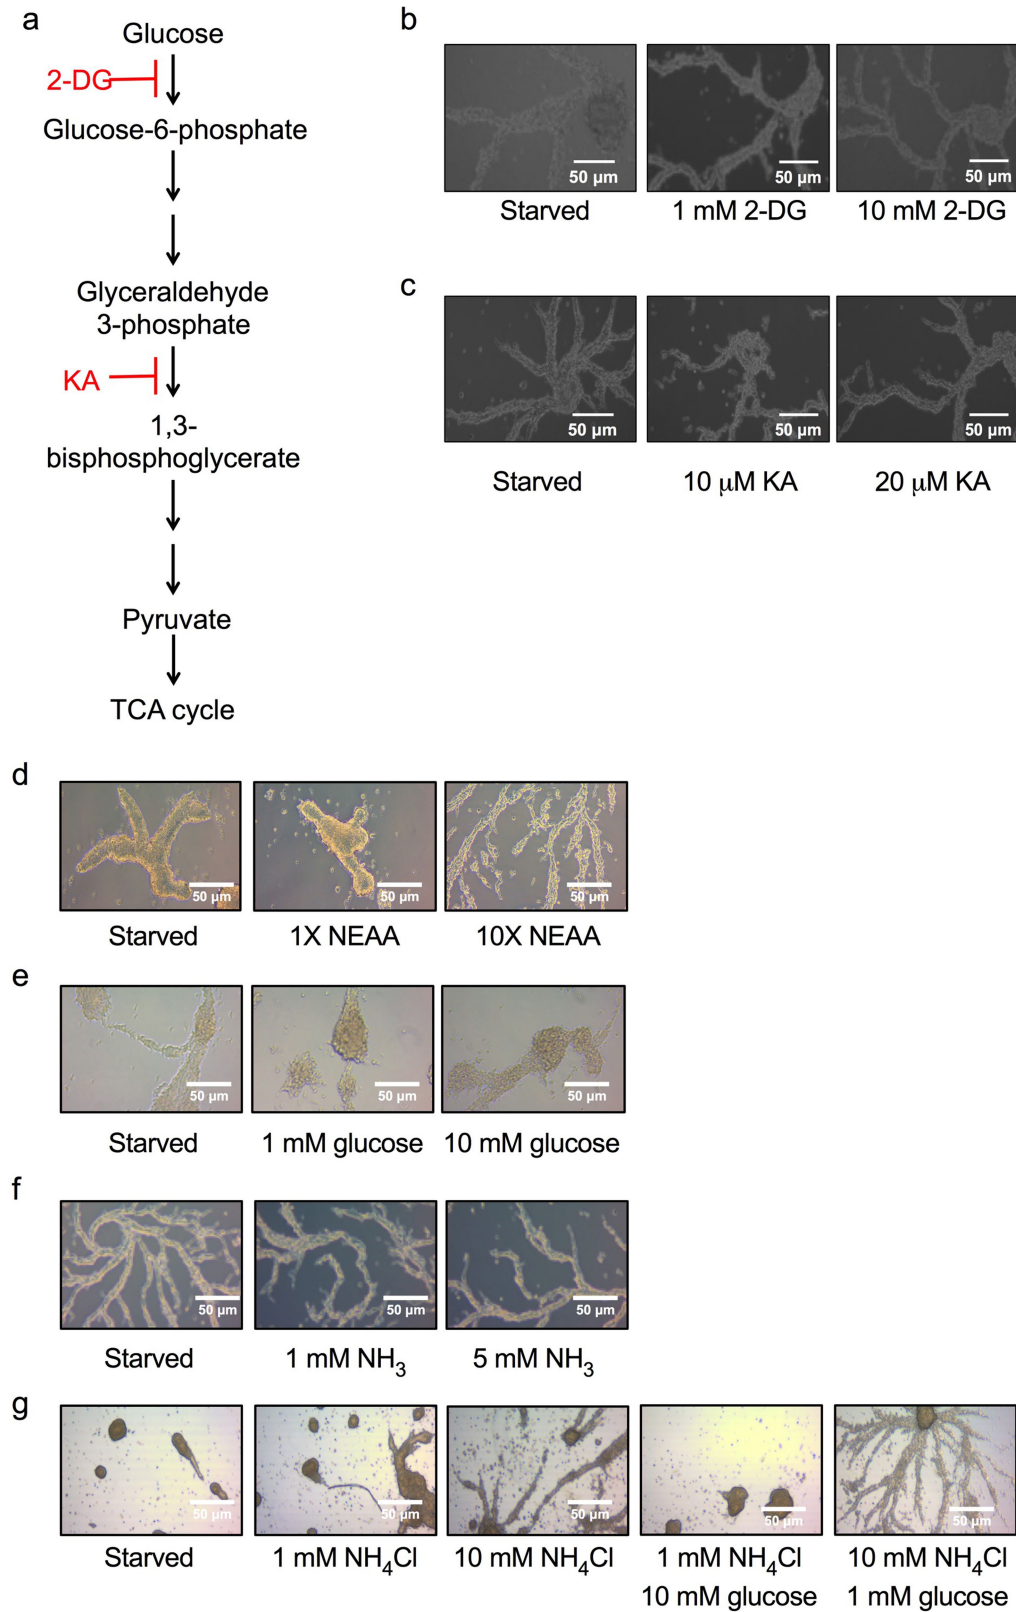 a
Glucose
2-DG
Glucose-6-phosphate
Glyceraldehyde
3-phosphate
KA
1,3-
bisphosphoglycerate
Pyruvate
TCA cycle
b
50 µm
50 µm
50 µm
Starved
1 mM 2-DG
10 mM 2-DG
c
50 µm
50 µm
50 µm
Starved
10 µM KA
20 µM KA
d
50 µm
50 µm
50 µm
Starved
1X NEAA
10X NEAA
e
50 µm
50 µm
50 µm
Starved
1 mM glucose
10 mM glucose
f
50 µm
50 µm
50 µm
Starved
1 mM NH3
5 mM NH3
g
50 µm
50 µm
50 µm
50 µm
50 µm
Starved
1 mM NH4Cl
10 mM NH4Cl
1 mM NH4Cl
10 mM glucose
10 mM NH4Cl
1 mM glucose